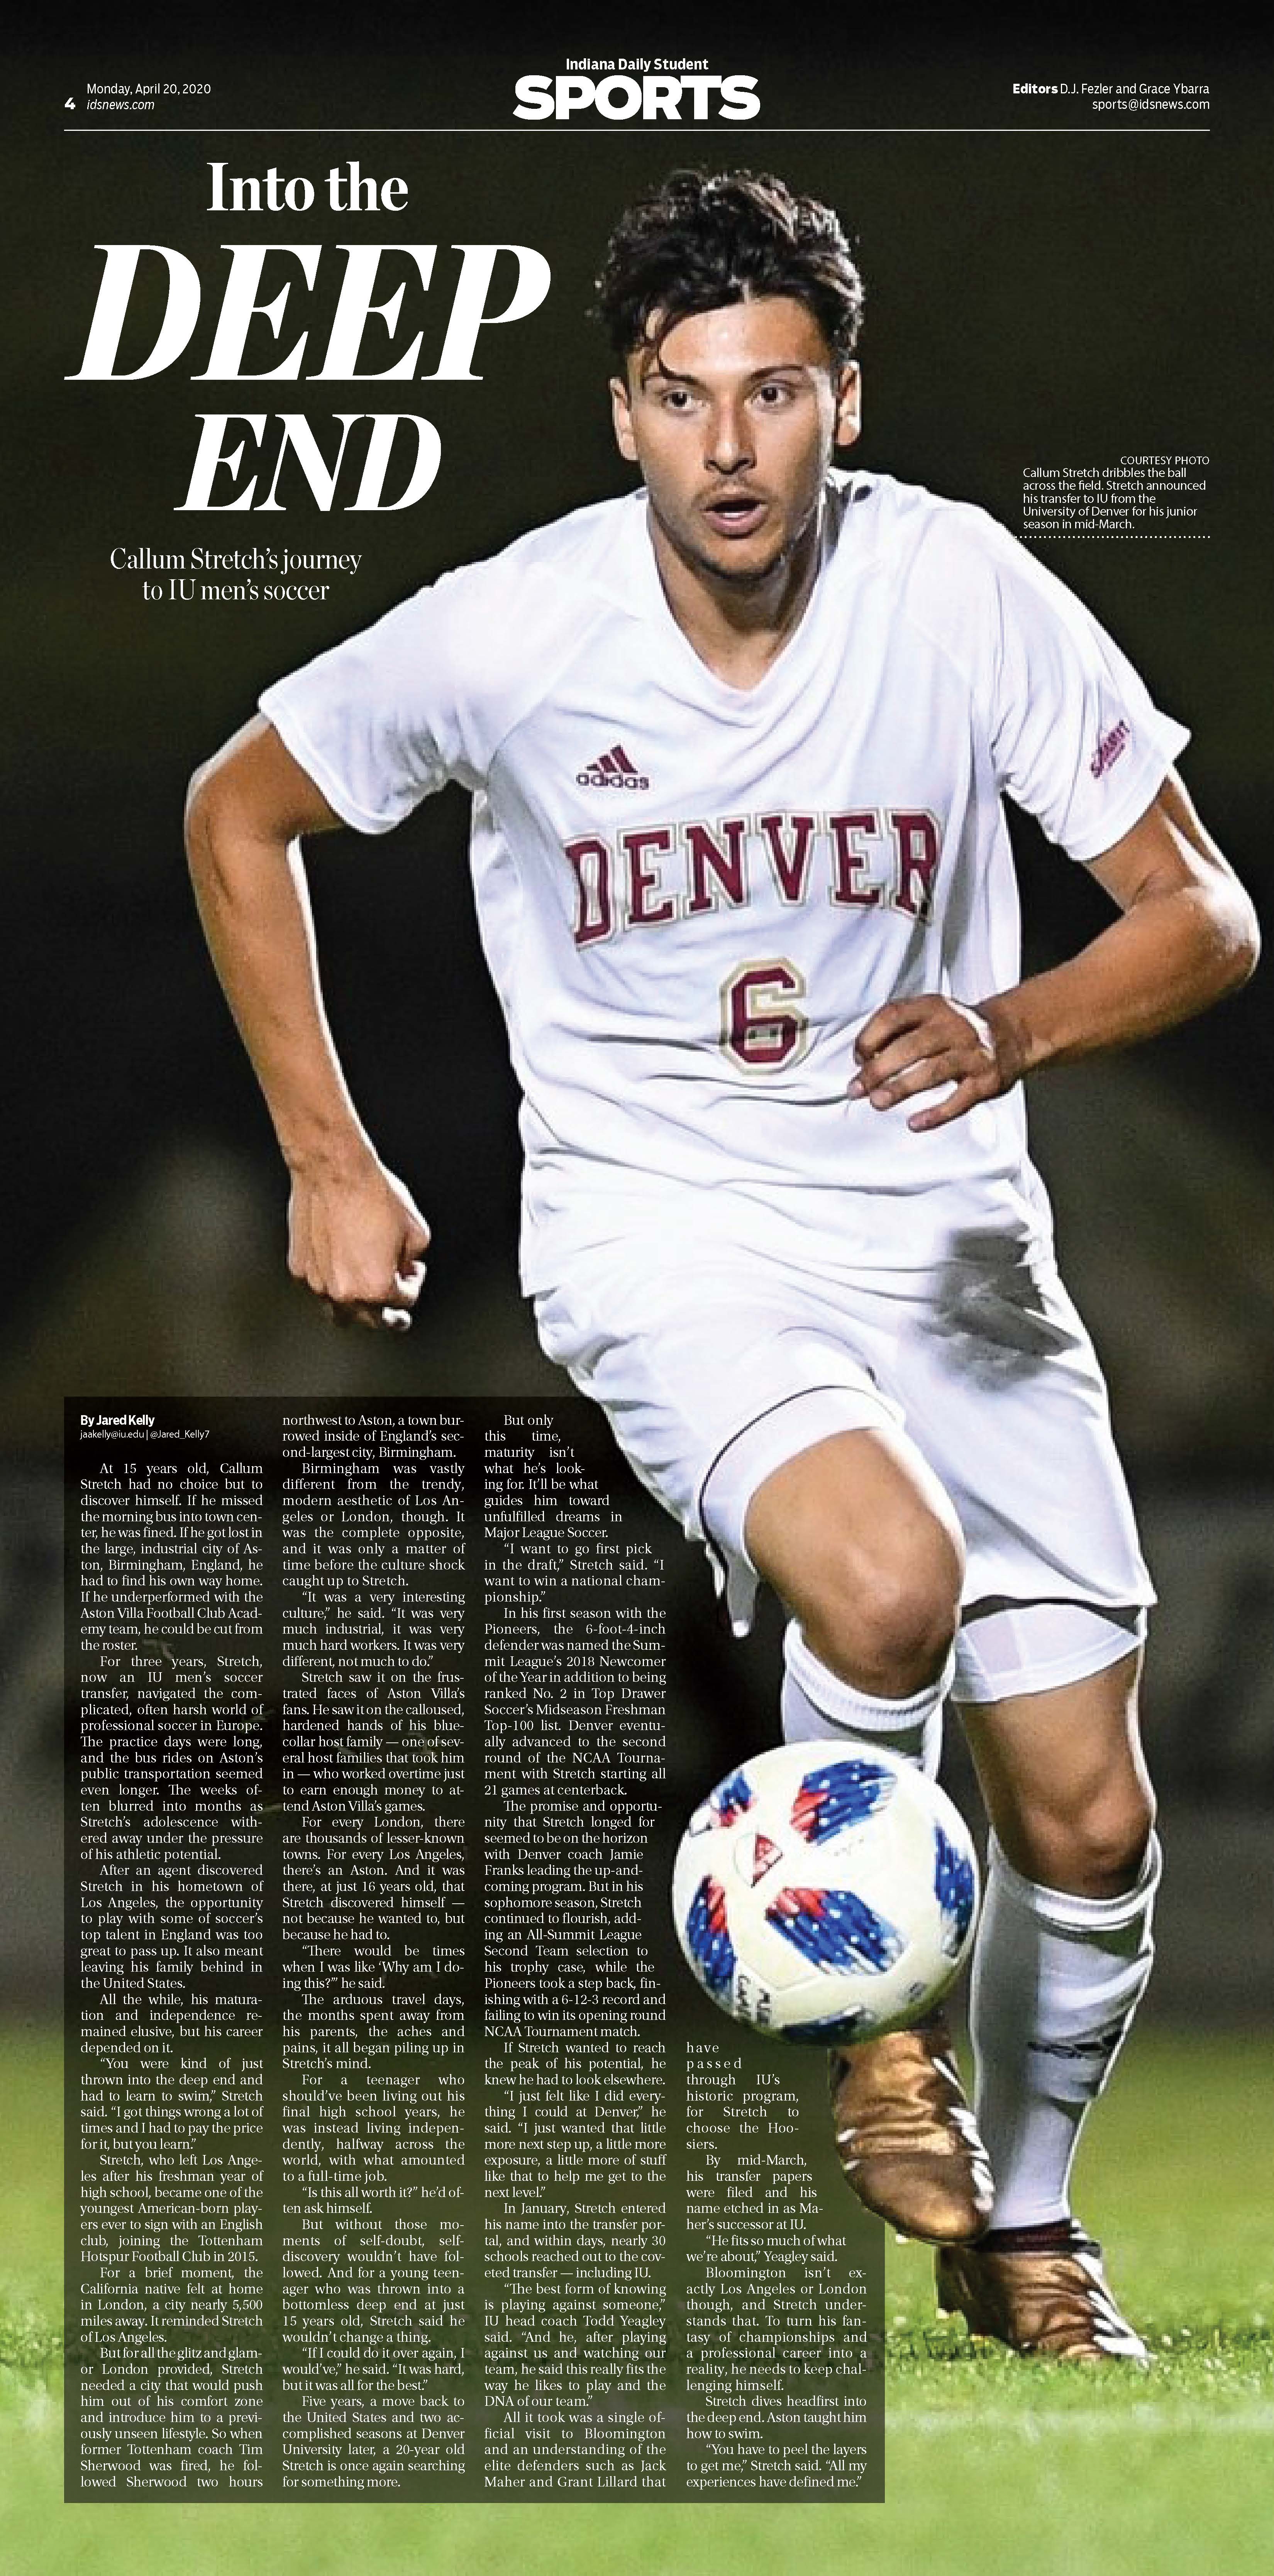 4
Monday, April 20, 2020
idsnews.com
Indiana Daily Student
SPORTS
Editors D.J. Fezler and Grace Ybarra
sports@idsnews.com
Into the
DEEP
END
Callum Stretch's journey
to IU men's soccer
COURTESY PHOTO
Callum Stretch dribbles the ball
across the field. Stretch announced
his transfer to IU from the
University of Denver for his junior
season in mid-March.
adidas
DENVER
6
By Jared Kelly
jaakelly@iu.edu | @Jared_Kelly7
At 15 years old, Callum
Stretch had no choice but to
discover himself. If he missed
the morning bus into town cen-
ter, he was fined. If he got lost in
the large, industrial city of As-
ton, Birmingham, England, he
had to find his own way home.
If he underperformed with the
Aston Villa Football Club Acad-
emy team, he could be cut from
the roster.
For three years, Stretch,
now an IU men's soccer
transfer, navigated the com-
plicated, often harsh world of
professional soccer in Europe.
The practice days were long,
and the bus rides on Aston's
public transportation seemed
even longer. The weeks of-
ten blurred into months as
Stretch's adolescence with-
ered away under the pressure
of his athletic potential.
After an agent discovered
Stretch in his hometown of
Los Angeles, the opportunity
to play with some of soccer's
top talent in England was too
great to pass up. It also meant
leaving his family behind in
the United States.
All the while, his matura-
tion and independence re-
mained elusive, but his career
depended on it.
“You were kind of just
thrown into the deep end and
had to learn to swim,” Stretch
said. “I got things wrong a lot of
times and I had to pay the price
for it, but you learn.”
Stretch, who left Los Ange-
les after his freshman year of
high school, became one of the
youngest American-born play-
ers ever to sign with an English
club, joining the Tottenham
Hotspur Football Club in 2015.
For a brief moment, the
California native felt at home
in London, a city nearly 5,500
miles away. It reminded Stretch
of Los Angeles.
But for all the glitz and glam-
or London provided, Stretch
needed a city that would push
him out of his comfort zone
and introduce him to a previ-
ously unseen lifestyle. So when
former Tottenham coach Tim
Sherwood was fired, he fol-
lowed Sherwood two hours
northwest to Aston, a town bur-
rowed inside of England's sec-
ond-largest city, Birmingham.
Birmingham was vastly
different from the trendy,
modern aesthetic of Los An-
geles or London, though. It
was the complete opposite,
and it was only a matter of
time before the culture shock
caught up to Stretch.
“It was a very interesting
culture,” he said. “It was very
much industrial, it was very
much hard workers. It was very
different, not much to do.”
Stretch saw it on the frus-
trated faces of Aston Villa's
fans. He saw it on the calloused,
hardened hands of his blue-
collar host family — one of sev-
eral host families that took him
in — who worked overtime just
to earn enough money to at-
tend Aston Villa's games.
For every London, there
are thousands of lesser-known
towns. For every Los Angeles,
there's an Aston. And it was
there, at just 16 years old, that
Stretch discovered himself —
not because he wanted to, but
because he had to.
“There would be times
when I was like ‘Why am I do-
ing this?’” he said.
The arduous travel days,
the months spent away from
his parents, the aches and
pains, it all began piling up in
Stretch's mind.
For a teenager who
should've been living out his
final high school years, he
was instead living indepen-
dently, halfway across the
world, with what amounted
to a full-time job.
“Is this all worth it?” he'd of-
ten ask himself.
But without those mo-
ments of self-doubt, self-
discovery wouldn't have fol-
lowed. And for a young teen-
ager who was thrown into a
bottomless deep end at just
15 years old, Stretch said he
wouldn't change a thing.
“If I could do it over again, I
would've,” he said. “It was hard,
but it was all for the best.”
Five years, a move back to
the United States and two ac-
complished seasons at Denver
University later, a 20-year old
Stretch is once again searching
for something more.
But only
this time,
maturity isn't
what he's look-
ing for. It'll be what
guides him toward
unfulfilled dreams in
Major League Soccer.
“I want to go first pick
in the draft,” Stretch said. “I
want to win a national cham-
pionship.”
In his first season with the
Pioneers, the 6-foot-4-inch
defender was named the Sum-
mit League's 2018 Newcomer
of the Year in addition to being
ranked No. 2 in Top Drawer
Soccer's Midseason Freshman
Top-100 list. Denver eventu-
ally advanced to the second
round of the NCAA Tourna-
ment with Stretch starting all
21 games at centerback.
The promise and opportu-
nity that Stretch longed for
seemed to be on the horizon
with Denver coach Jamie
Franks leading the up-and-
coming program. But in his
sophomore season, Stretch
continued to flourish, add-
ing an All-Summit League
Second Team selection to
his trophy case, while the
Pioneers took a step back, fin-
ishing with a 6-12-3 record and
failing to win its opening round
NCAA Tournament match.
If Stretch wanted to reach
the peak of his potential, he
knew he had to look elsewhere.
“I just felt like I did every-
thing I could at Denver,” he
said. “I just wanted that little
more next step up, a little more
exposure, a little more of stuff
like that to help me get to the
next level.”
In January, Stretch entered
his name into the transfer por-
tal, and within days, nearly 30
schools reached out to the cov-
eted transfer — including IU.
“The best form of knowing
is playing against someone,”
IU head coach Todd Yeagley
said. “And he, after playing
against us and watching our
team, he said this really fits the
way he likes to play and the
DNA of our team.”
All it took was a single of-
ficial visit to Bloomington
and an understanding of the
elite defenders such as Jack
Maher and Grant Lillard that
have
passed
through IU's
historic program,
for Stretch to
choose the Hoo-
siers.
By mid-March,
his transfer papers
were filed and his
name etched in as Ma-
her's successor at IU.
“He fits so much of what
we're about,” Yeagley said.
Bloomington isn't ex-
actly Los Angeles or London
though, and Stretch under-
stands that. To turn his fan-
tasy of championships and
a professional career into a
reality, he needs to keep chal-
lenging himself.
Stretch dives headfirst into
the deep end. Aston taught him
how to swim.
“You have to peel the layers
to get me,” Stretch said. “All my
experiences have defined me.”